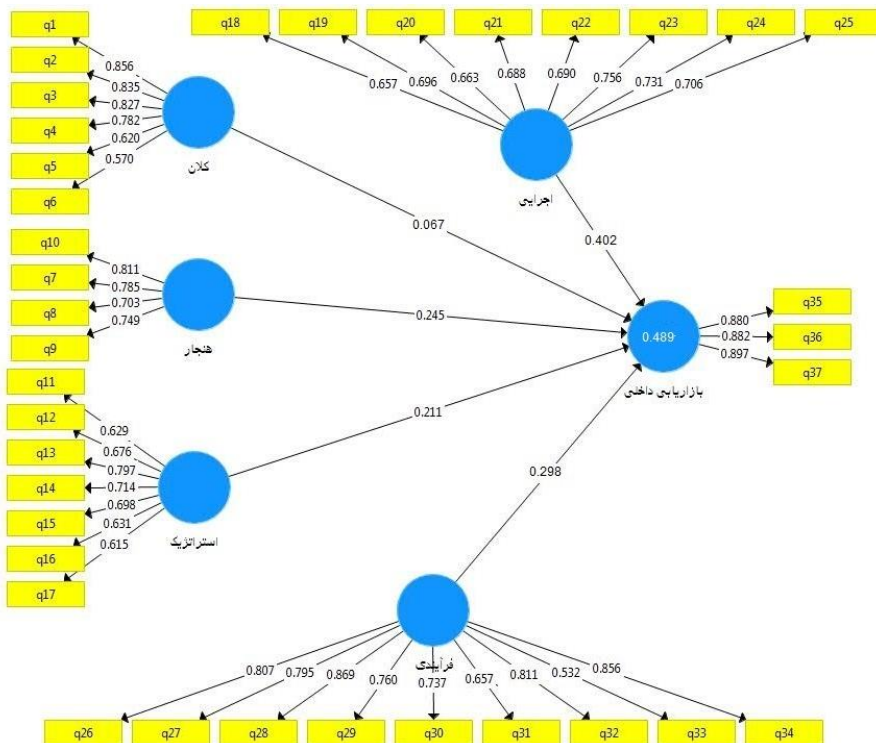 q1
q2
q3
q4
q5
q6
0.856
0.835
0.827
0.782
0.620
0.570
کلان
q18
q19
q20
q21
q22
q23
q24
q25
0.657
0.696
0.663
0.688
0.690
0.756
0.731
0.706
اجرایی
0.067
0.402
q10
q7
q8
q9
0.811
0.785
0.703
0.749
هنجار
0.245
0.489
q35
q36
q37
0.880
0.882
0.897
بازاریابی داخلی
q11
q12
q13
q14
q15
q16
q17
0.629
0.676
0.797
0.714
0.698
0.631
0.615
استراتژیک
0.211
0.298
فرآیندی
0.807
0.795
0.869
0.760
0.737
0.657
0.811
0.532
0.856
q26
q27
q28
q29
q30
q31
q32
q33
q34